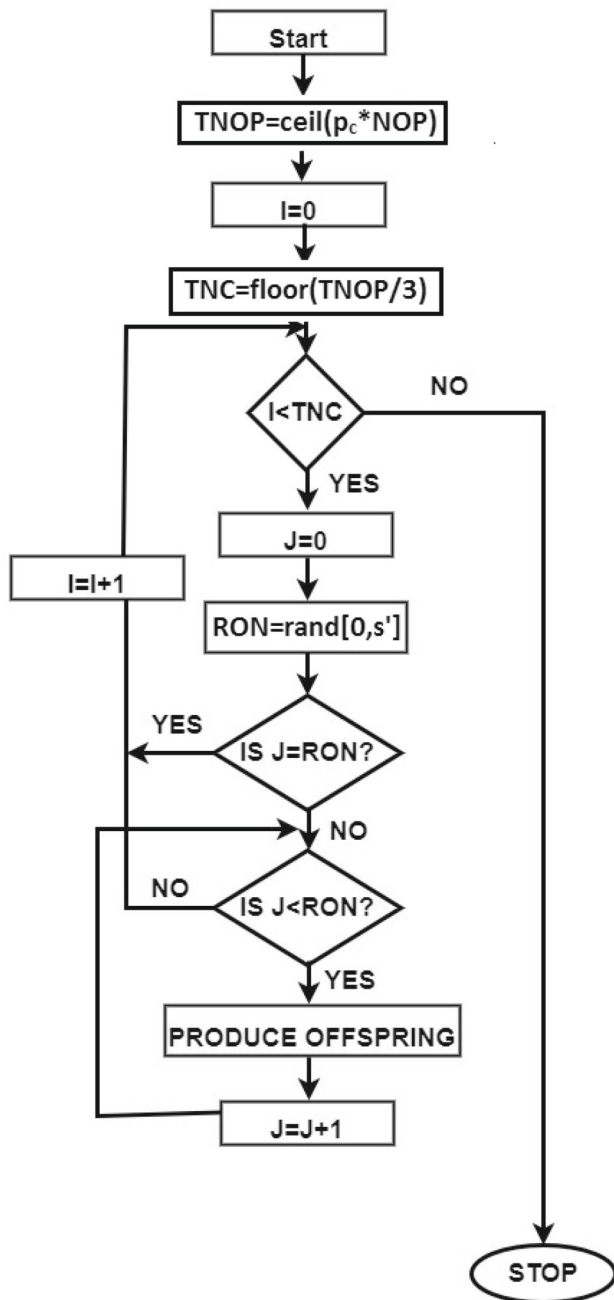 Start
TNOP=ceil(pc*NOP)
I=0
TNC=floor(TNOP/3)
I<TNC
NO
YES
J=0
I=I+1
RON=rand[0,s']
YES
IS J=RON?
NO
NO
IS J<RON?
YES
PRODUCE OFFSPRING
J=J+1
STOP